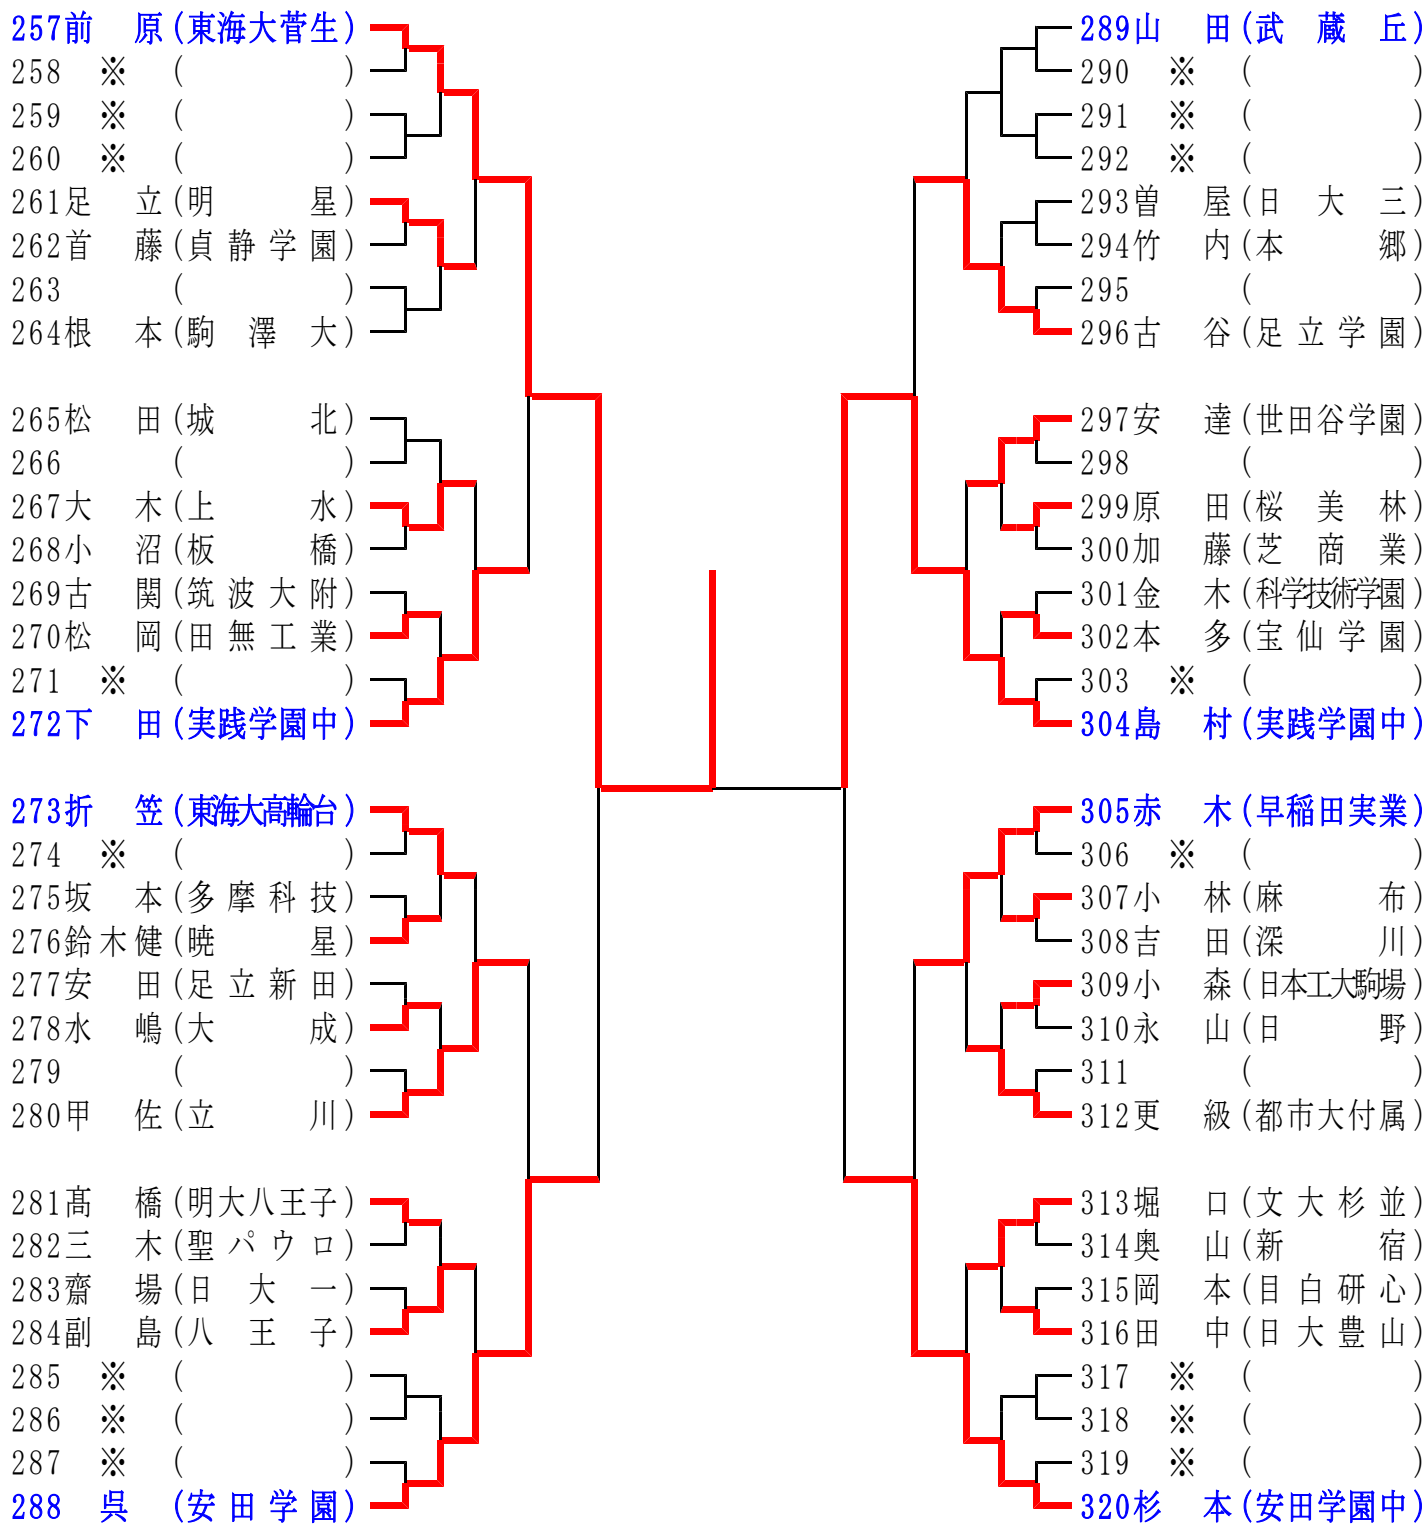 257前　原(東海大菅生)
258　※　(　　　　)
259　※　(　　　　)
260　※　(　　　　)
261足　立(明　　星)
262首　藤(貞静学園)
263　　　(　　　　)
264根　本(駒　澤　大)
265松　田(城　　北)
266　　　(　　　　)
267大　木(上　　水)
268小　沼(板　　橋)
269古　関(筑波大附)
270松　岡(田無工業)
271　※　(　　　　)
272下　田(実践学園中)
273折　笠(東海大高輪台)
274　※　(　　　　)
275坂　本(多摩科技)
276鈴木健(暁　　星)
277安　田(足立新田)
278水　嶋(大　　成)
279　　　(　　　　)
280甲　佐(立　　川)
281髙　橋(明大八王子)
282三　木(聖パウロ)
283齋　場(日　大　一)
284副　島(八　王　子)
285　※　(　　　　)
286　※　(　　　　)
287　※　(　　　　)
288　呉　(安田学園)
289山　田(武　蔵　丘)
290　※　(　　　　)
291　※　(　　　　)
292　※　(　　　　)
293曽　屋(日　大　三)
294竹　内(本　　郷)
295　　　(　　　　)
296古　谷(足立学園)
297安　達(世田谷学園)
298　　　(　　　　)
299原　田(桜　美　林)
300加　藤(芝　商　業)
301金　木(科学技術学園)
302本　多(宝仙学園)
303　※　(　　　　)
304島　村(実践学園中)
305赤　木(早稲田実業)
306　※　(　　　　)
307小　林(麻　　布)
308吉　田(深　　川)
309小　森(日本工大駒場)
310永　山(日　　野)
311　　　(　　　　)
312更　級(都市大付属)
313堀　口(文大杉並)
314奥　山(新　　宿)
315岡　本(目白研心)
316田　中(日大豊山)
317　※　(　　　　)
318　※　(　　　　)
319　※　(　　　　)
320杉　本(安田学園中)